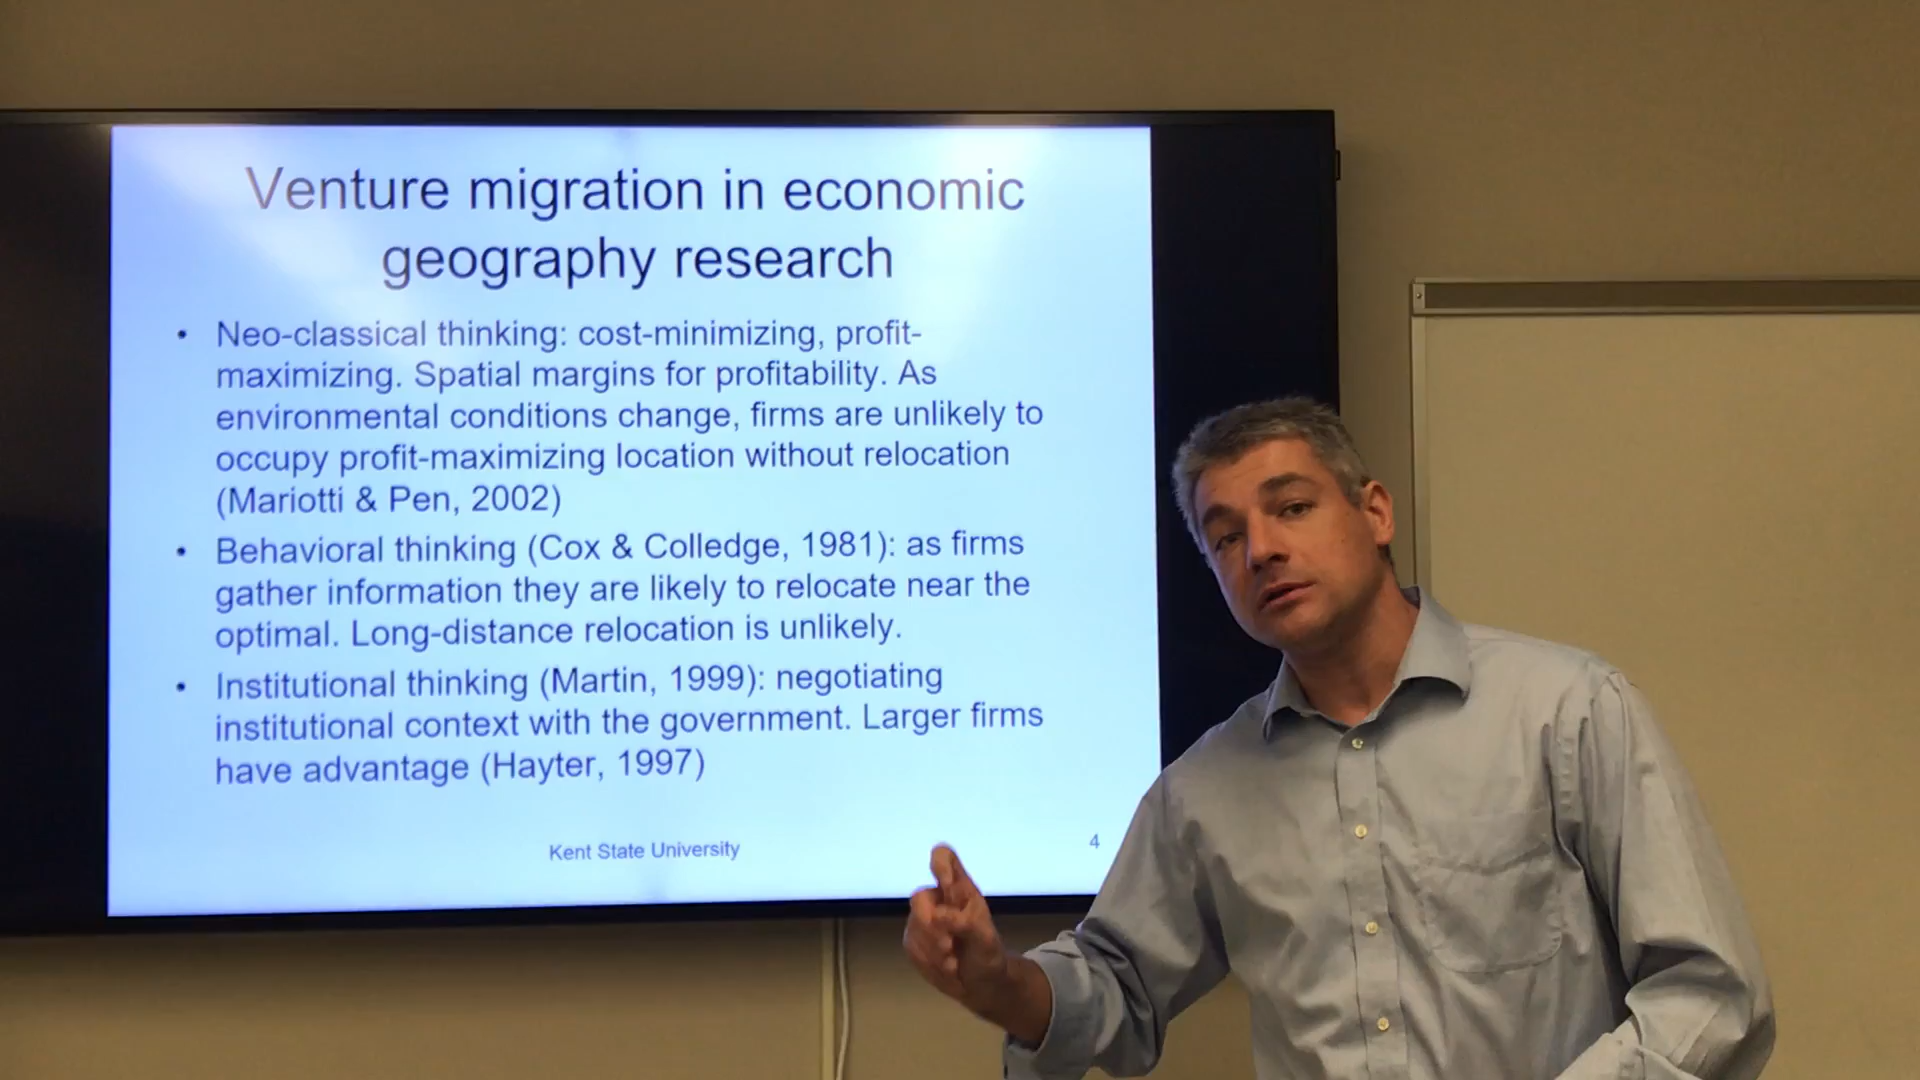 Venture migration in economic
geography research
• Neo-classical thinking: cost-minimizing, profit-
maximizing. Spatial margins for profitability. As
environmental conditions change, firms are unlikely to
occupy profit-maximizing location without relocation
(Mariotti & Pen, 2002)
• Behavioral thinking (Cox & Colledge, 1981): as firms
gather information they are likely to relocate near the
optimal. Long-distance relocation is unlikely.
• Institutional thinking (Martin, 1999): negotiating
institutional context with the government. Larger firms
have advantage (Hayter, 1997)
Kent State University
4